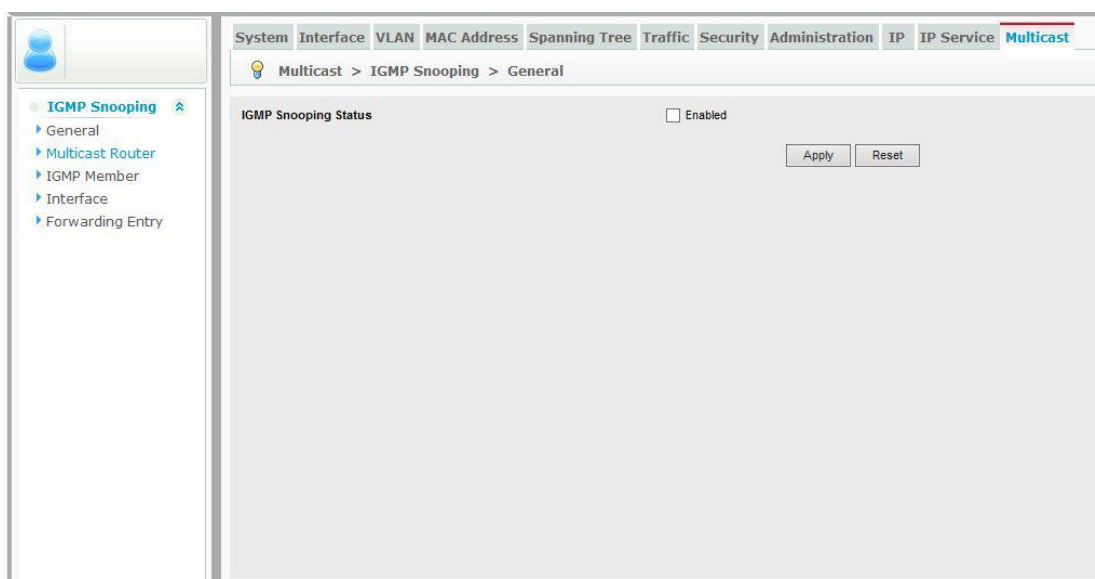 System Interface VLAN MAC Address Spanning Tree Traffic Security Administration IP IP Service Multicast
Multicast > IGMP Snooping > General
IGMP Snooping
General
Multicast Router
IGMP Member
Interface
Forwarding Entry
IGMP Snooping Status Enabled
Apply Reset